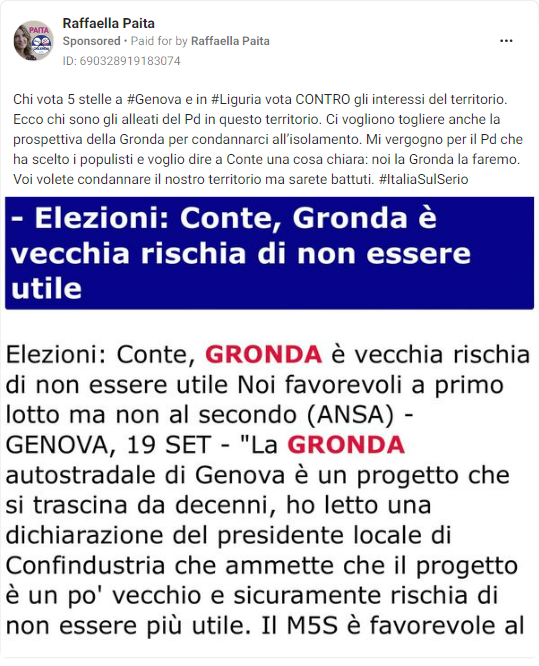 Raffaella Paita
Sponsored • Paid for by Raffaella Paita
ID: 690328919183074
Chi vota 5 stelle a #Genova e in #Liguria vota CONTRO gli interessi del territorio.
Ecco chi sono gli alleati del Pd in questo territorio. Ci vogliono togliere anche la
prospettiva della Gronda per condannarci all'isolamento. Mi vergogno per il Pd che
ha scelto i populisti e voglio dire a Conte una cosa chiara: noi la Gronda la faremo.
Voi volete condannare il nostro territorio ma sarete battuti. #ItaliaSulSerio
- Elezioni: Conte, Gronda è
vecchia rischia di non essere
utile
Elezioni: Conte, GRONDA è vecchia rischia
di non essere utile Noi favorevoli a primo
lotto ma non al secondo (ANSA) -
GENOVA, 19 SET - "La GRONDA
autostradale di Genova è un progetto che
si trascina da decenni, ho letto una
dichiarazione del presidente locale di
Confindustria che ammette che il progetto
è un po' vecchio e sicuramente rischia di
non essere più utile. Il M5S è favorevole al